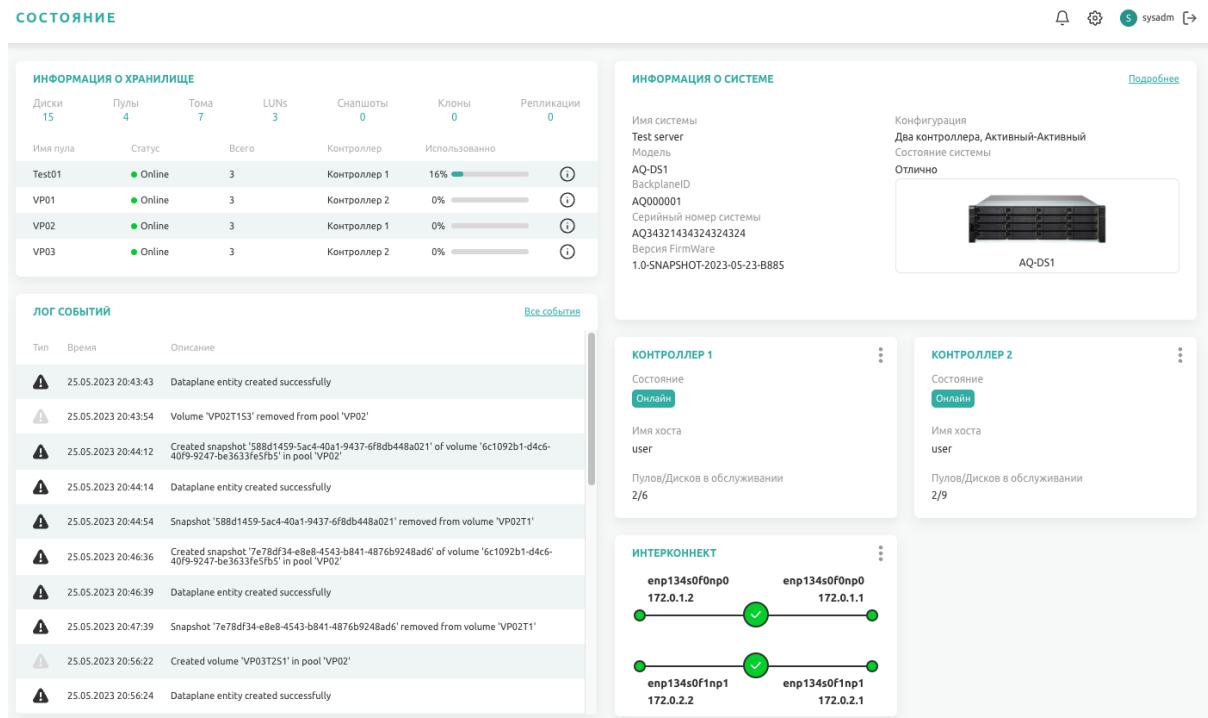 СОСТОЯНИЕ
S sysadm
ИНФОРМАЦИЯ О ХРАНИЛИЩЕ
Диски Пулы Тома LUNs Снапшоты Клоны Репликации
15 4 7 3 0 0 0
Имя пула Статус Всего Контроллер Использованно
Test01 Online 3 Контроллер 1 16%
VP01 Online 3 Контроллер 2 0%
VP02 Online 3 Контроллер 1 0%
VP03 Online 3 Контроллер 2 0%
ЛОГ СОБЫТИЙ Все события
Тип Время Описание
25.05.2023 20:43:43 Dataplane entity created successfully
25.05.2023 20:43:54 Volume 'VP02T1S3' removed from pool 'VP02'
25.05.2023 20:44:12 Created snapshot '588d1459-5ac4-40a1-9437-6f8db448a021' of volume '6c1092b1-d4c6-
40f9-9247-be3633fe5fb5' in pool 'VP02'
25.05.2023 20:44:14 Dataplane entity created successfully
25.05.2023 20:44:54 Snapshot '588d1459-5ac4-40a1-9437-6f8db448a021' removed from volume 'VP02T1'
25.05.2023 20:46:36 Created snapshot '7e78df34-e8e8-4543-b841-4876b9248ad6' of volume '6c1092b1-d4c6-
40f9-9247-be3633fe5fb5' in pool 'VP02'
25.05.2023 20:46:39 Dataplane entity created successfully
25.05.2023 20:47:39 Snapshot '7e78df34-e8e8-4543-b841-4876b9248ad6' removed from volume 'VP02T1'
25.05.2023 20:56:22 Created volume 'VP03T2S1' in pool 'VP02'
25.05.2023 20:56:24 Dataplane entity created successfully
ИНФОРМАЦИЯ О СИСТЕМЕ Подробнее
Имя системы
Test server
Модель
AQ-DS1
BackplaneID
AQ000001
Серийный номер системы
AQ34321434324324324
Версия FirmWare
1.0-SNAPSHOT-2023-05-23-B885
Конфигурация
Два контроллера, Активный-Активный
Состояние системы
Отлично
AQ-DS1
КОНТРОЛЛЕР 1
Состояние
Онлайн
Имя хоста
user
Пулов/Дисков в обслуживании
2/6
КОНТРОЛЛЕР 2
Состояние
Онлайн
Имя хоста
user
Пулов/Дисков в обслуживании
2/9
ИНТЕРКОННЕКТ
enp134s0f0np0 enp134s0f0np0
172.0.1.2 172.0.1.1
enp134s0f1np1 enp134s0f1np1
172.0.2.2 172.0.2.1